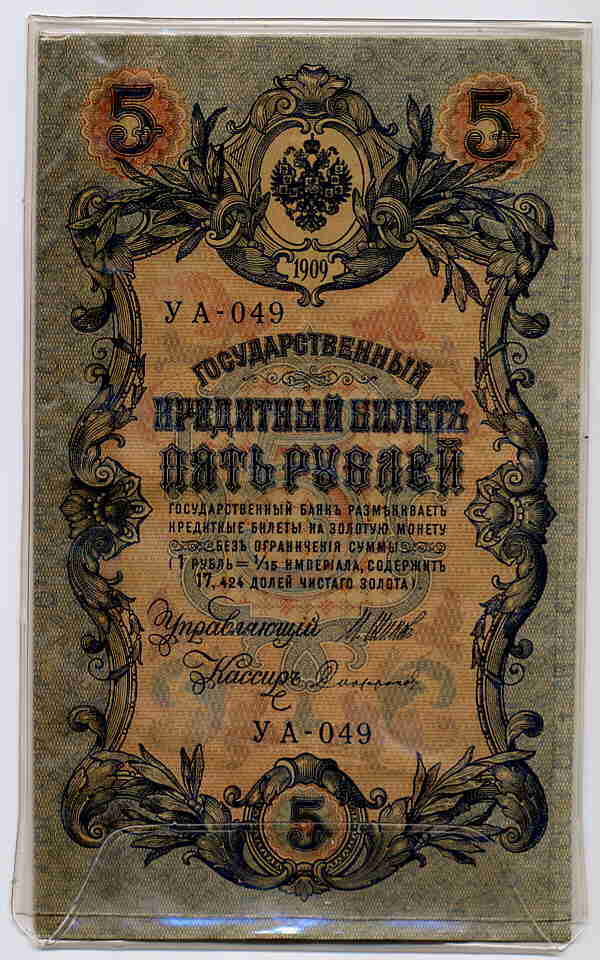 5 5
1909
УА-049
ГОСУДАРСТВЕННЫЙ
КРЕДИТНЫЙ БИЛЕТЪ
ПЯТЬ РУБЛЕЙ
ГОСУДАРСТВЕННЫЙ БАНКЪ РАЗМѢНИВАЕТЪ
КРЕДИТНЫЕ БИЛЕТЫ НА ЗОЛОТУЮ МОНЕТУ
БЕЗЪ ОГРАНИЧЕНІЯ СУММЫ
(1 РУБЛЬ = 1/15 ИМПЕРІАЛА, СОДЕРЖИТЪ
17,424 ДОЛЕЙ ЧИСТАГО ЗОЛОТА).
Управляющій
Кассиръ
УА-049
5